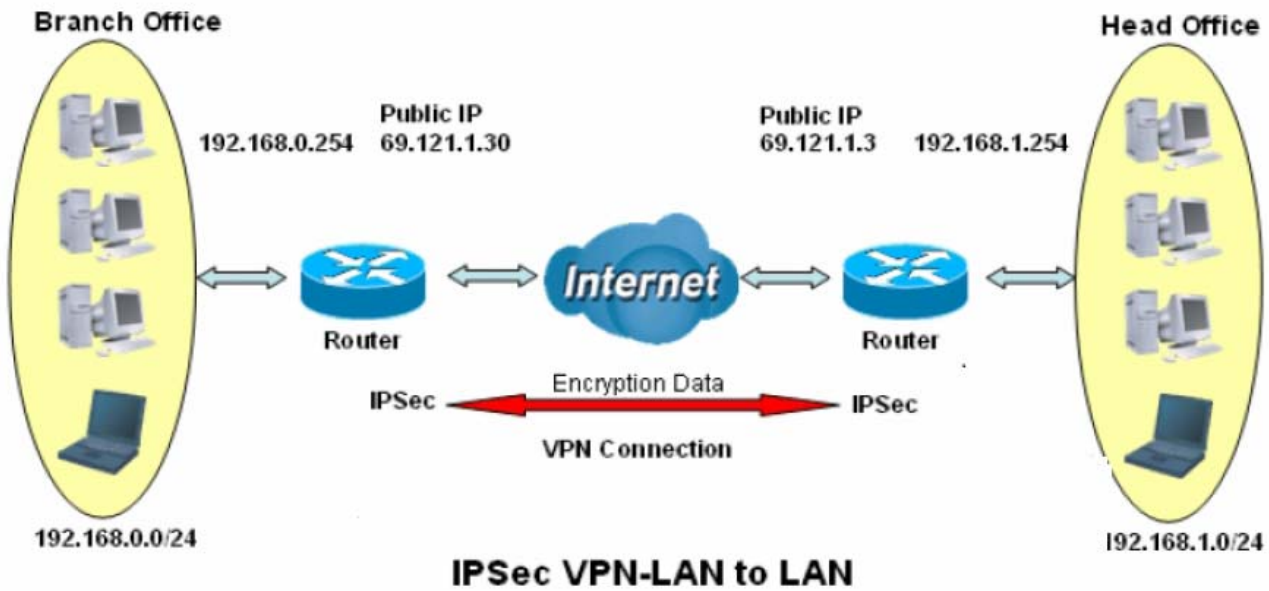 Branch Office
Head Office
Public IP
Public IP
192.168.0.254
69.121.1.30
69.121.1.3
192.168.1.254
Internet
Router
Router
Encryption Data
IPSec
IPSec
VPN Connection
192.168.0.0/24
192.168.1.0/24
IPSec VPN-LAN to LAN